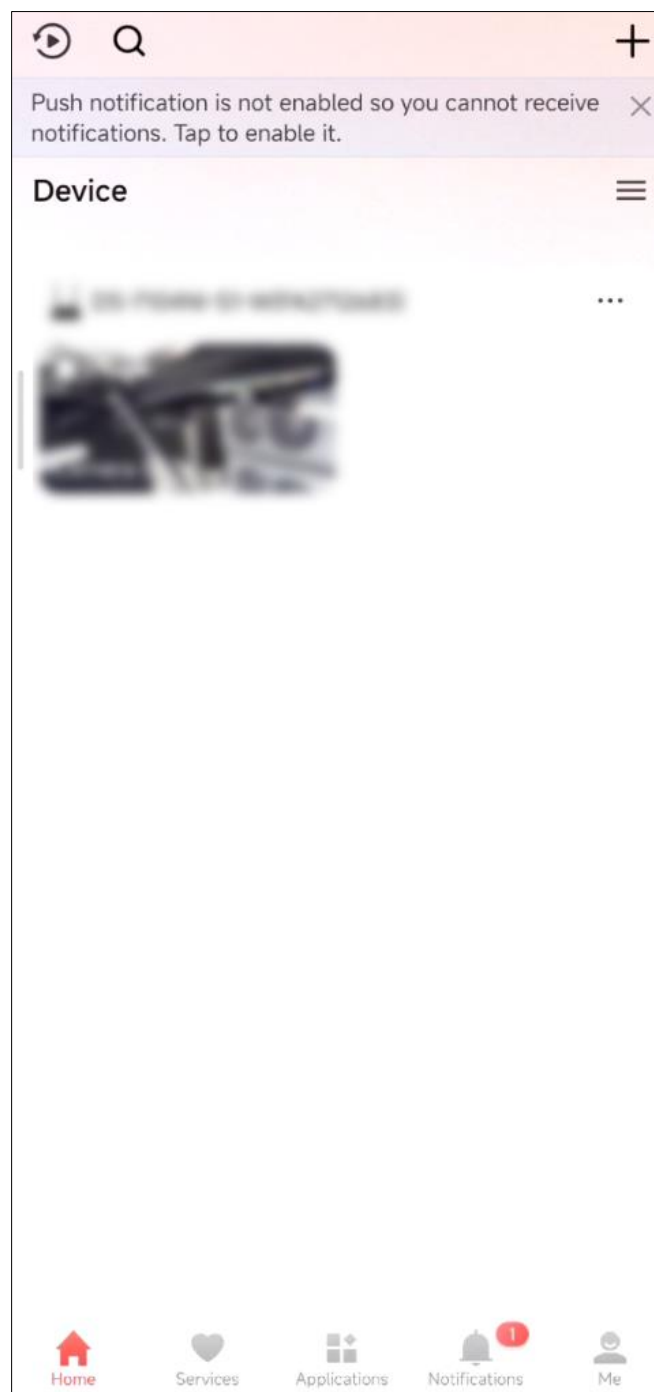 Push notification is not enabled so you cannot receive
notifications. Tap to enable it.
Device
1
Home
Services
Applications
Notifications
Me